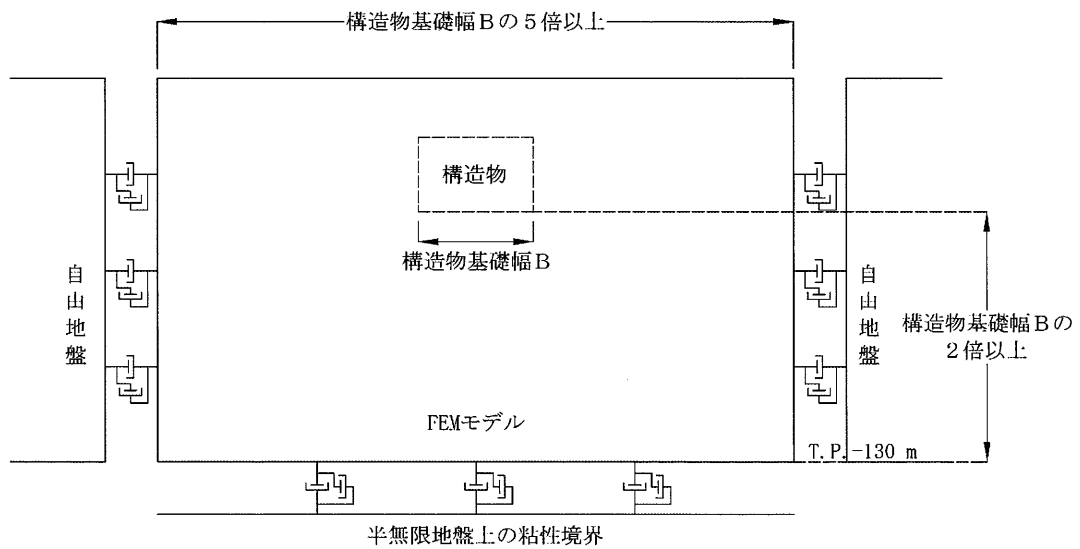 構造物基礎幅Bの5倍以上
構造物
構造物基礎幅B
自由地盤
自由地盤
構造物基礎幅Bの
2倍以上
FEMモデル
T.P.-130 m
半無限地盤上の粘性境界